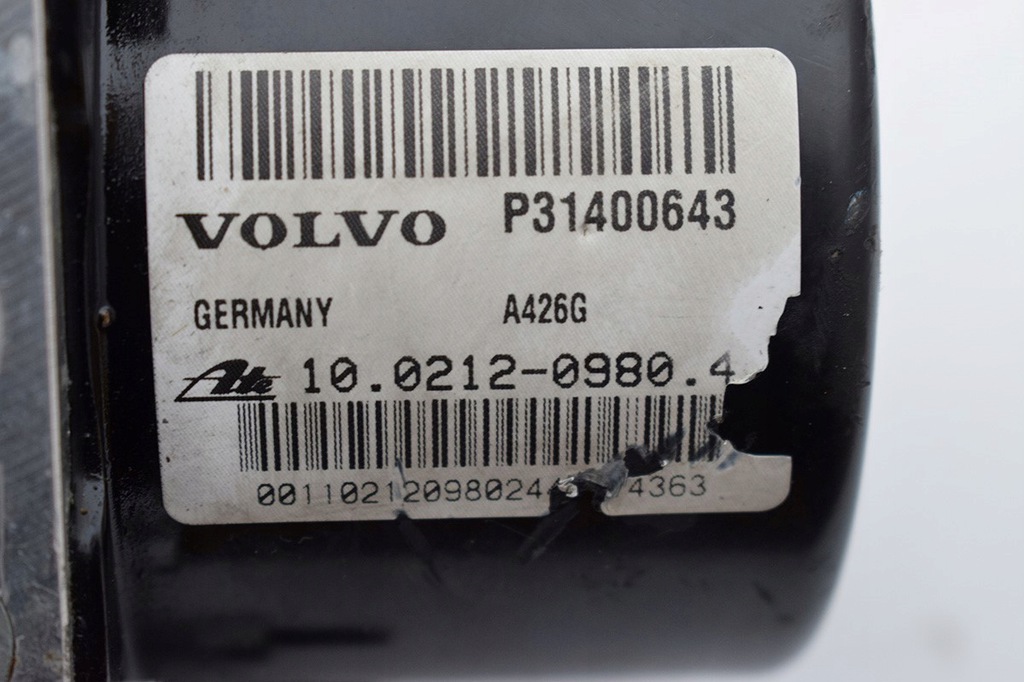 VOLVO P31400643
GERMANY A426G
Ate 10.0212-0980.4